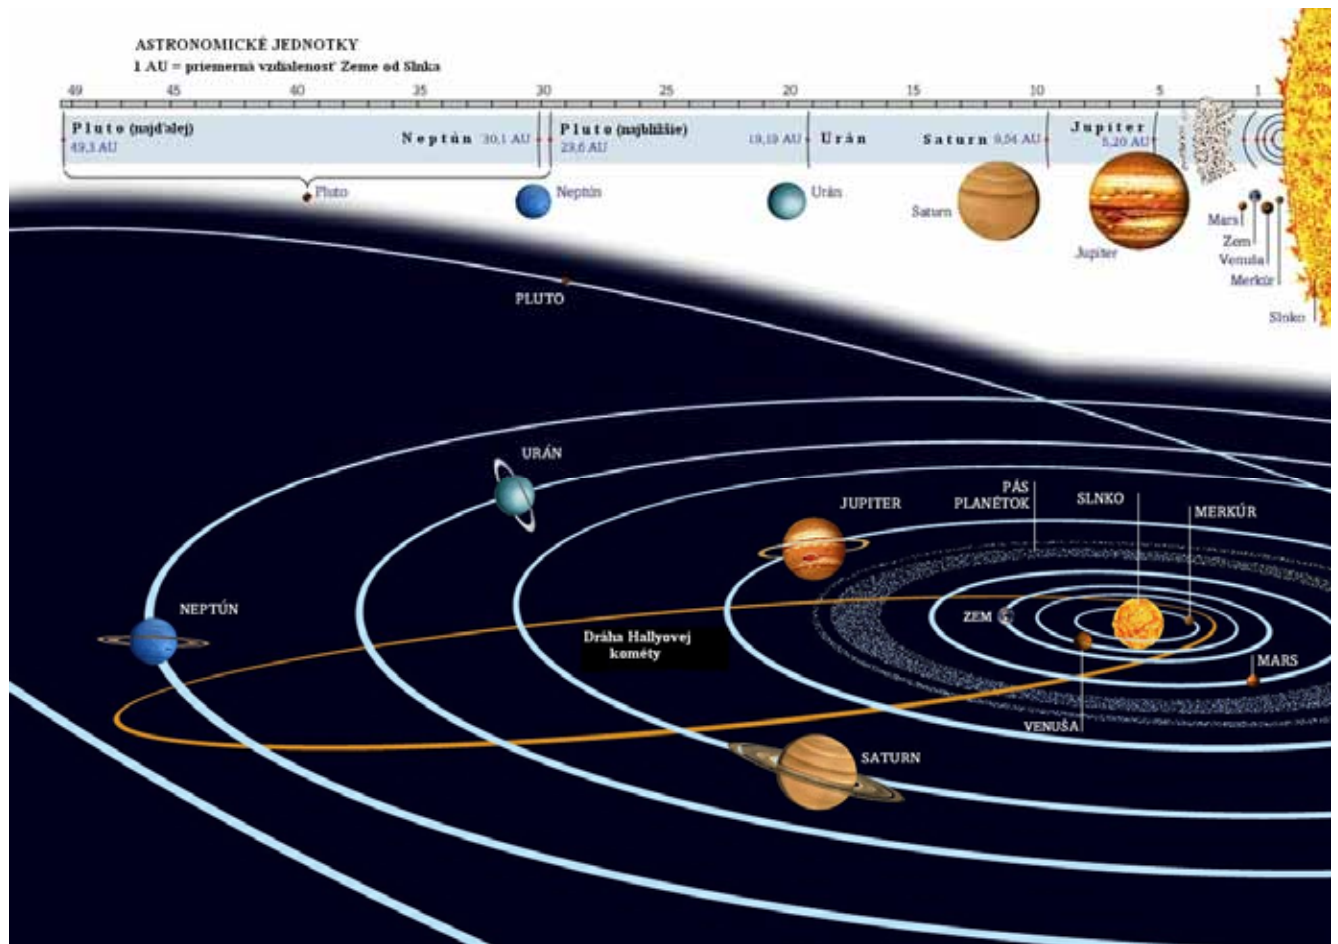 ASTRONOMICKÉ JEDNOTKY
1 AU = priemerná vzdialenosť Zeme od Slnka
49 45 40 35 30 25 20 15 10 5 1
Pluto (najďalej)
49,3 AU
Neptún 30,1 AU
Pluto (najbližšie)
29,6 AU
19,19 AU Urán
Saturn 9,54 AU
Jupiter
5,20 AU
Pluto
Neptún
Urán
Saturn
Jupiter
Mars
Zem
Venuša
Merkúr
Slnko
PLUTO
URÁN
JUPITER
PÁS
PLANÉTOK
SLNKO
MERKÚR
NEPTÚN
ZEM
Dráha Hallyovej
kométy
MARS
VENUŠA
SATURN